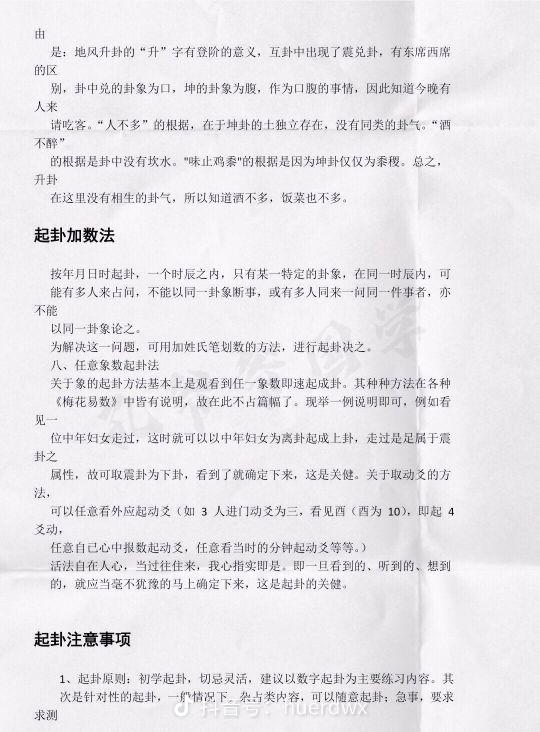 由
是：地风升卦的“升”字有登阶的意义，互卦中出现了震兑卦，有东席西席
的区
别，卦中兑的卦象为口，坤的卦象为腹，作为口腹的事情，因此知道今晚有
人来
请吃客。“人不多”的根据，在于坤卦的土独立存在，没有同类的卦气。“酒
不醉”
的根据是卦中没有坎水。"味止鸡黍"的根据是因为坤卦仅仅为黍稷。总之，
升卦
在这里没有相生的卦气，所以知道酒不多，饭菜也不多。
起卦加数法
按年月日时起卦，一个时辰之内，只有某一特定的卦象，在同一时辰内，可
能有多人来占问，不能以同一卦象断事，或有多人同来一问同一件事者，亦
不能
以同一卦象论之。
为解决这一问题，可用加姓氏笔划数的方法，进行起卦决之。
八、任意象数起卦法
关于象的起卦方法基本上是观看到任一象数即速起成卦。其种种方法在各种
《梅花易数》中皆有说明，故在此不占篇幅了。现举一例说明即可，例如看
见一
位中年妇女走过，这时就可以以中年妇女为离卦起成上卦，走过是足属于震
卦之
属性，故可取震卦为下卦，看到了就确定下来，这是关健。关于取动爻的方
法，
可以任意看外应起动爻（如 3 人进门动爻为三，看见酉（酉为 10），即起 4
爻动，
任意自已心中报数起动爻，任意看当时的分钟起动爻等等。）
活法自在人心，当过往住来，我心指实即是。即一旦看到的、听到的、想到
的，就应当毫不犹豫的马上确定下来，这是起卦的关健。
起卦注意事项
1、起卦原则：初学起卦，切忌灵活，建议以数字起卦为主要练习内容。其
次是针对性的起卦，一般情况下，杂占类内容，可以随意起卦；急事，要求
求测
抖音号：huerdwx